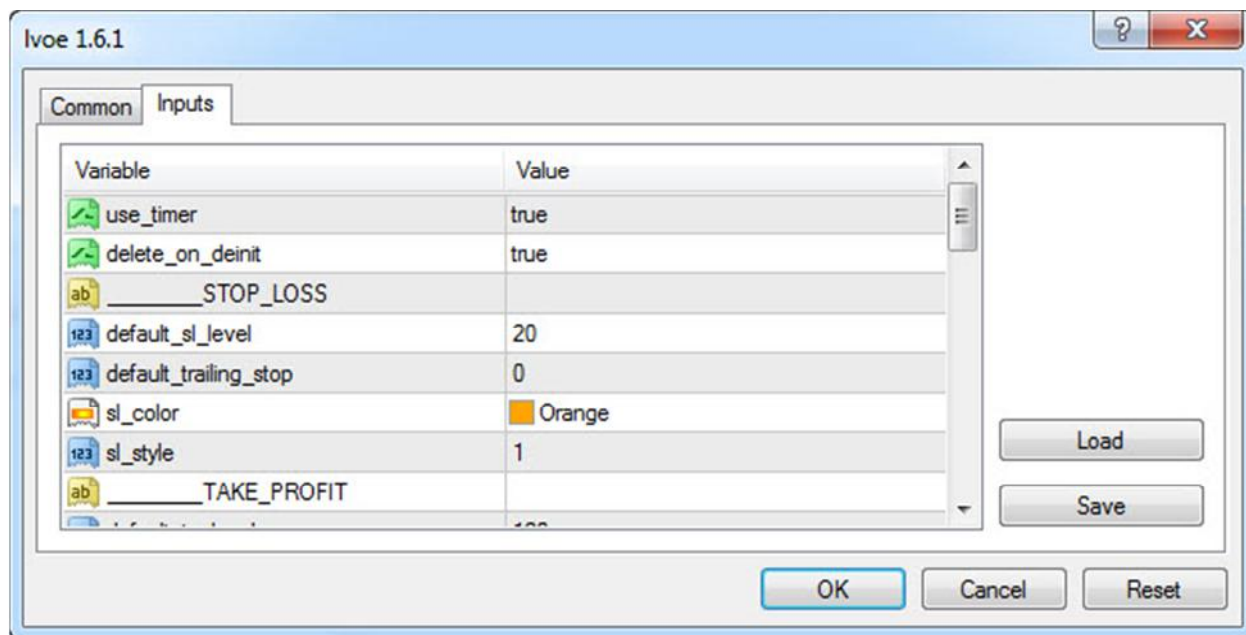 Ivoe 1.6.1
Common Inputs
Variable Value
use_timer true
delete_on_deinit true
ab ________STOP_LOSS
123 default_sl_level 20
123 default_trailing_stop 0
sl_color Orange
123 sl_style 1
ab ________TAKE_PROFIT
Load
Save
OK Cancel Reset